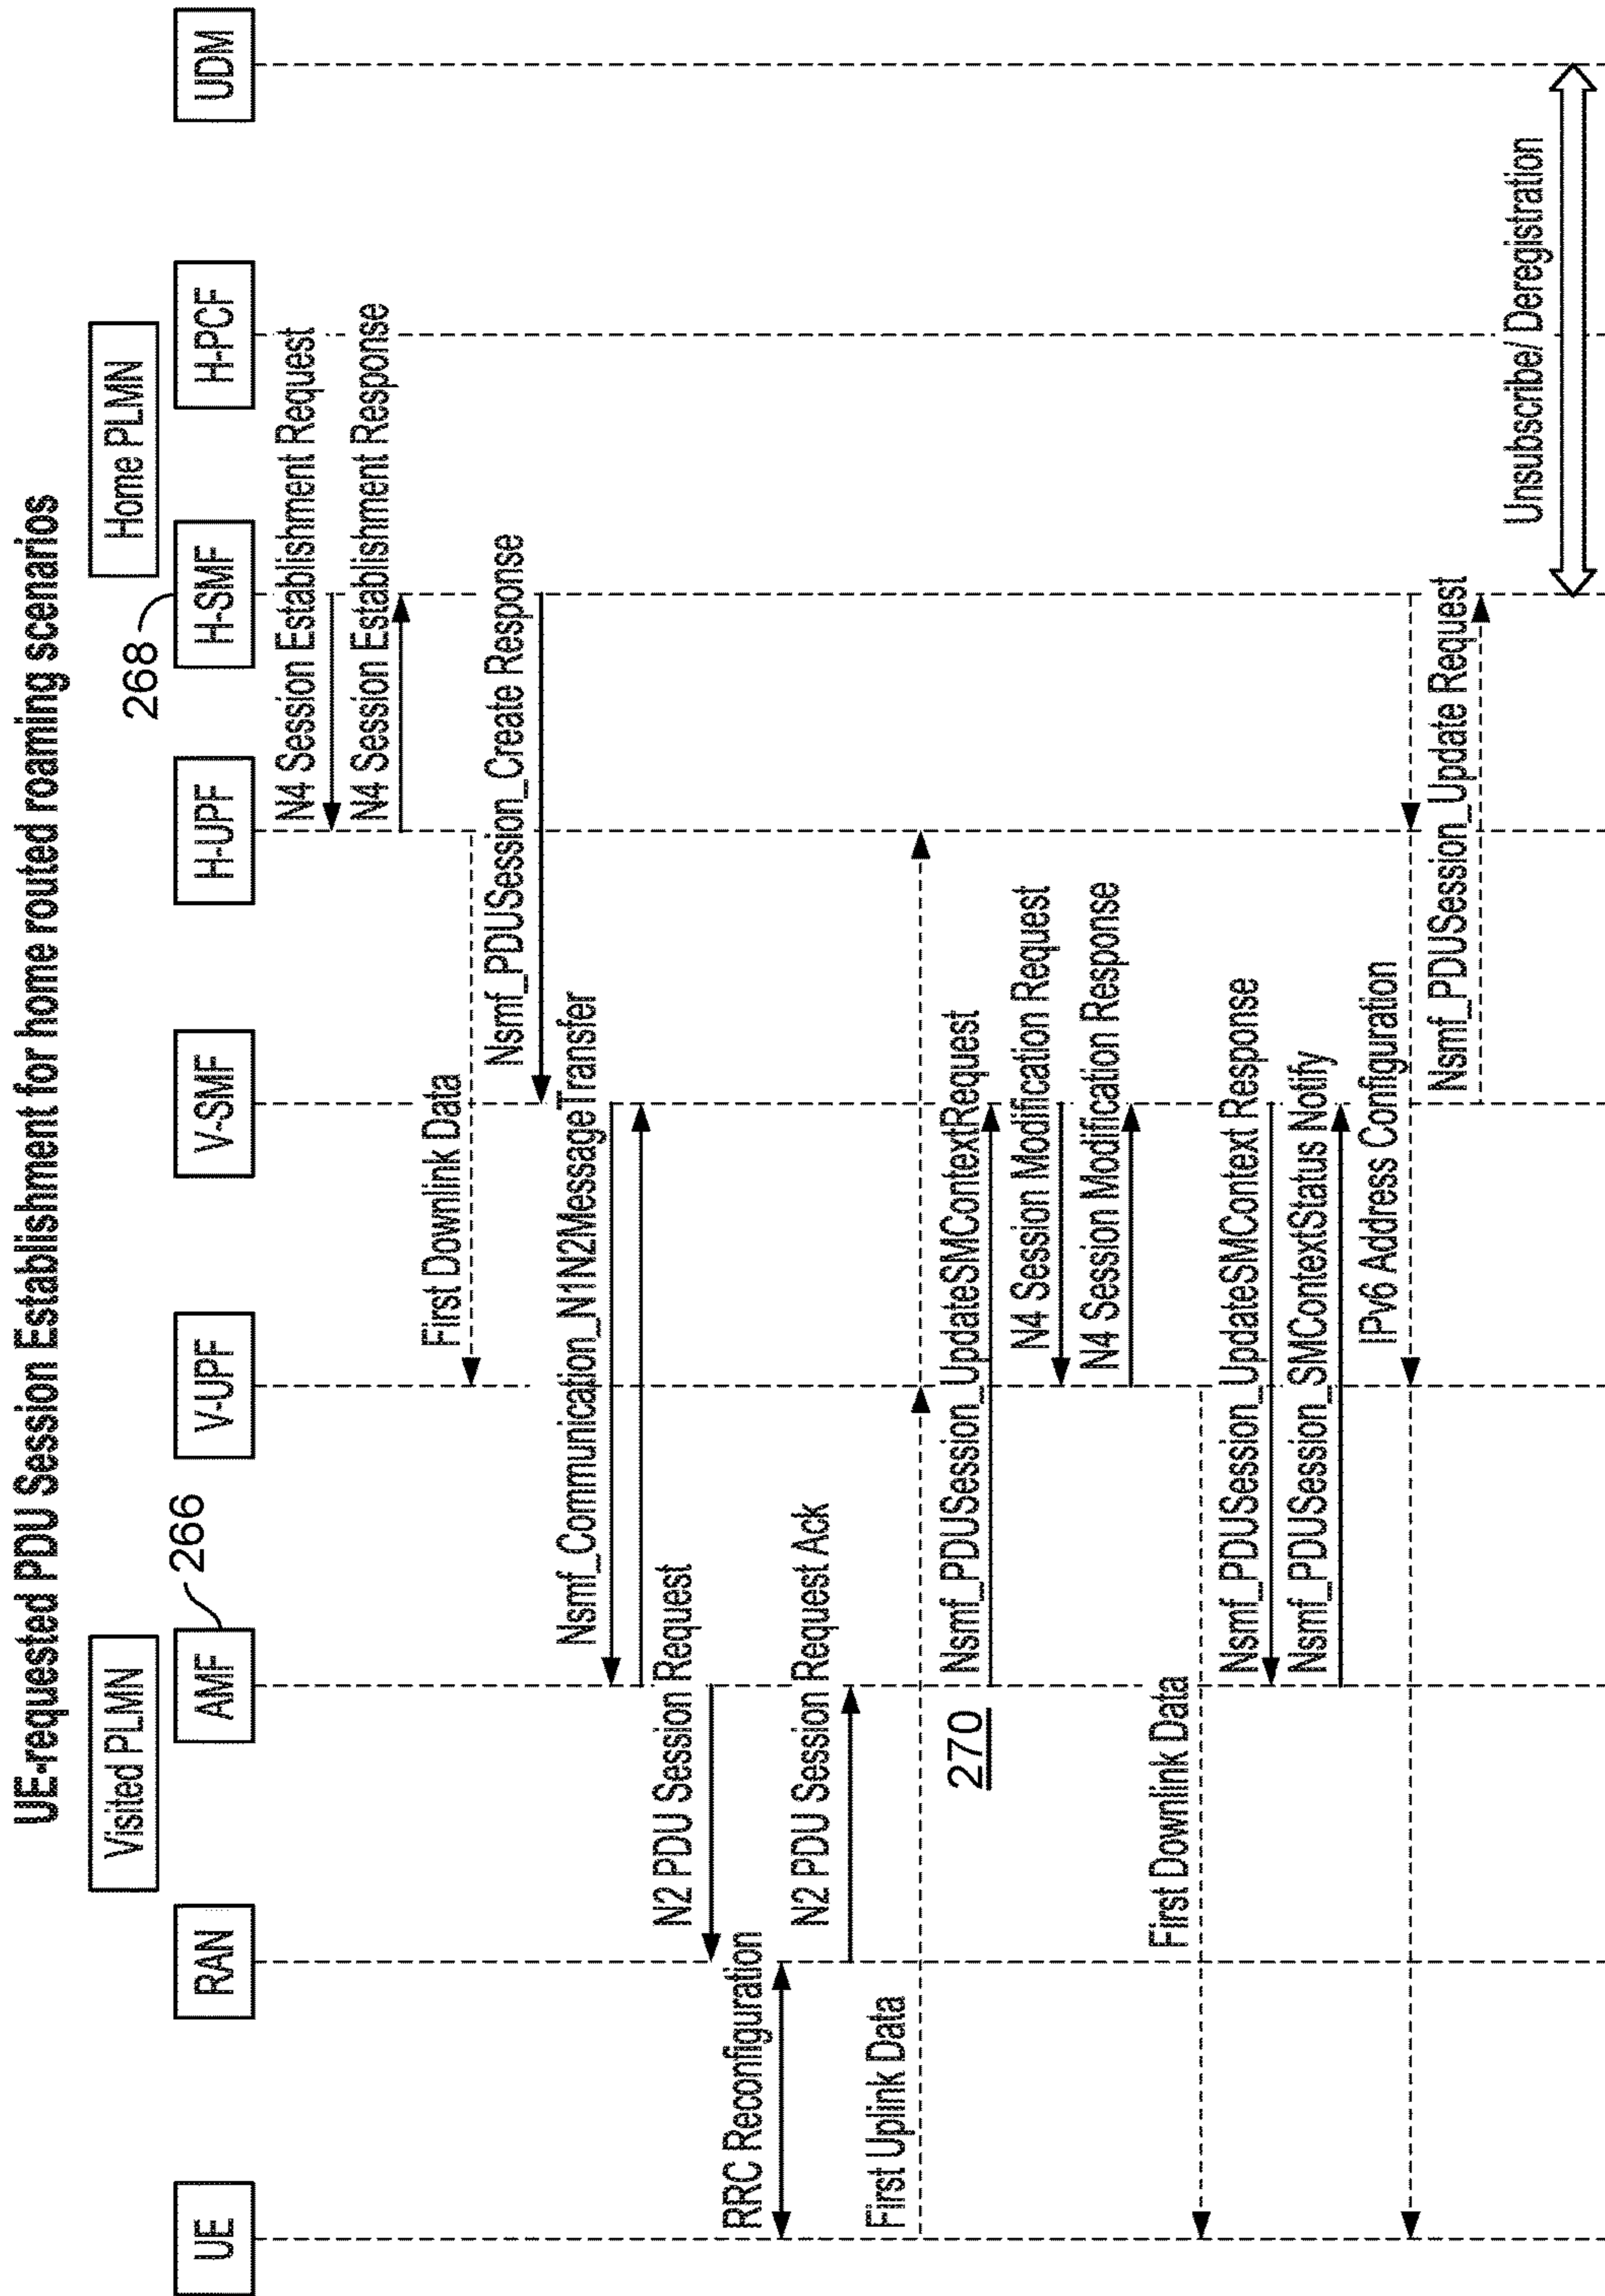 UE-requested PDU Session Establishment for home routed roaming scenarios
Visited PLMN
Home PLMN
266
268
UE
RAN
AMF
V-UPF
V-SMF
H-UPF
H-SMF
H-PCF
UDM
N4 Session Establishment Request
N4 Session Establishment Response
First Downlink Data
Nsmf_PDUSession_Create Response
Nsmf_Communication_N1N2MessageTransfer
N2 PDU Session Request
RRC Reconfiguration
N2 PDU Session Request Ack
First Uplink Data
270
Nsmf_PDUSession_UpdateSMContextRequest
N4 Session Modification Request
N4 Session Modification Response
First Downlink Data
Nsmf_PDUSession_UpdateSMContext Response
Nsmf_PDUSession_SMContextStatus Notify
IPv6 Address Configuration
Nsmf_PDUSession_Update Request
Unsubscribe/ Deregistration